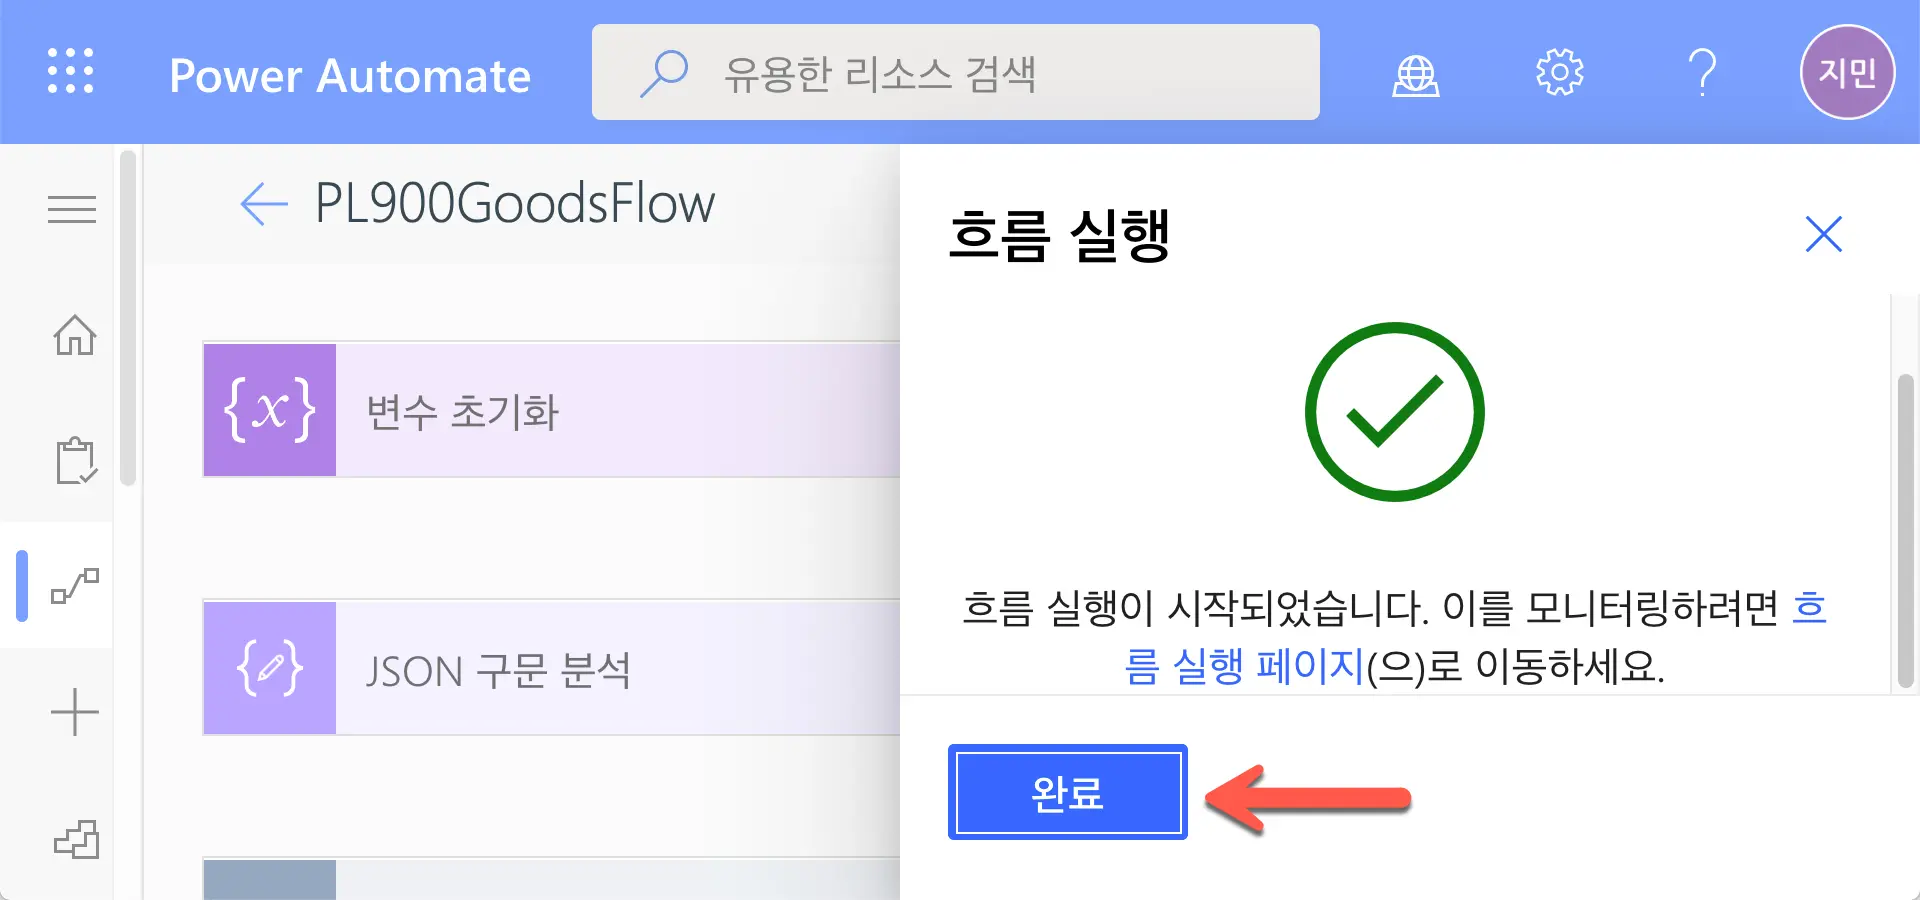 Power Automate
유용한 리소스 검색
지민
PL900GoodsFlow
{x} 변수 초기화
JSON 구문 분석
흐름 실행
흐름 실행이 시작되었습니다. 이를 모니터링하려면 흐
름 실행 페이지(으)로 이동하세요.
완료